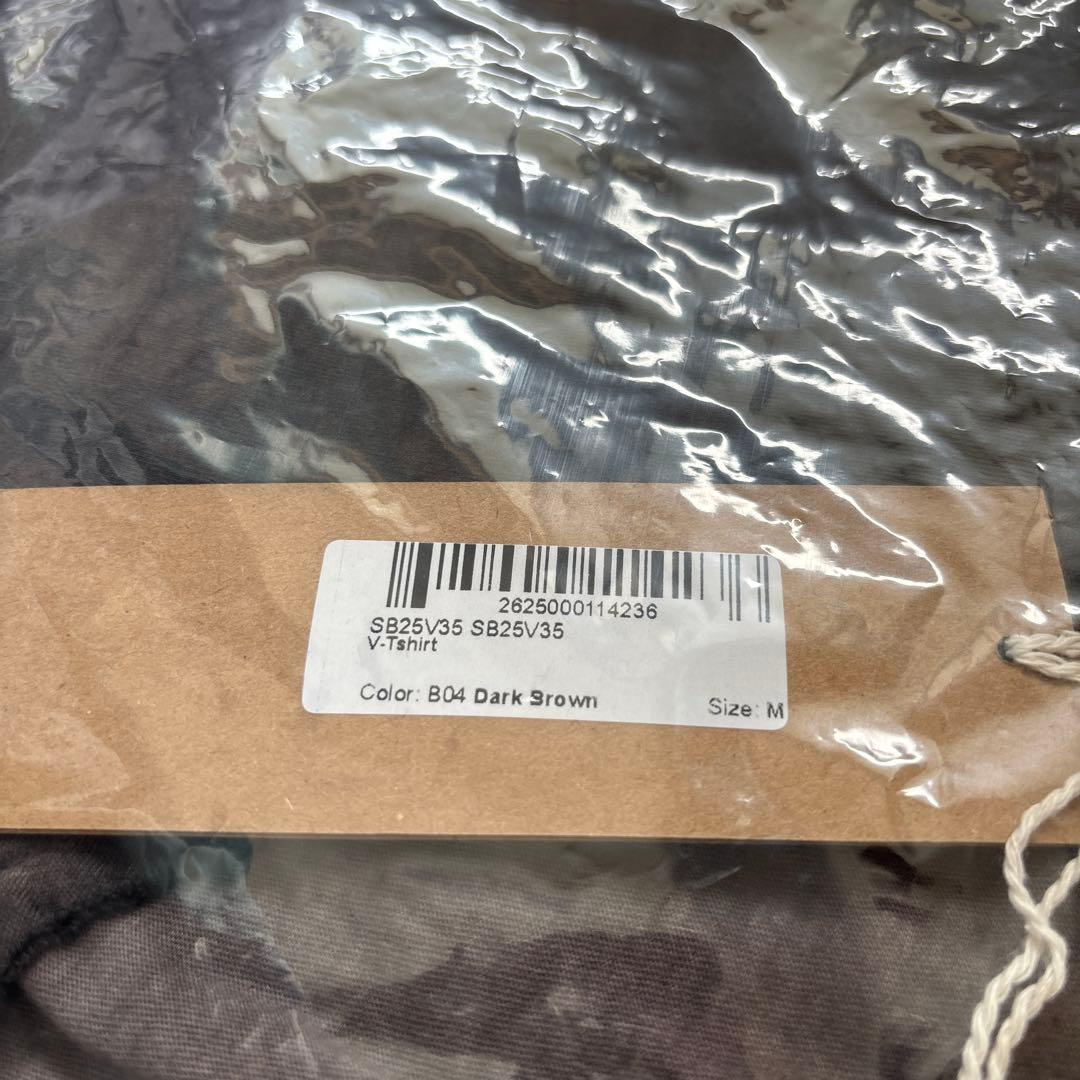 2625000114236
SB25V35 SB25V35
V-Tshirt
Color: B04 Dark Brown
Size: M